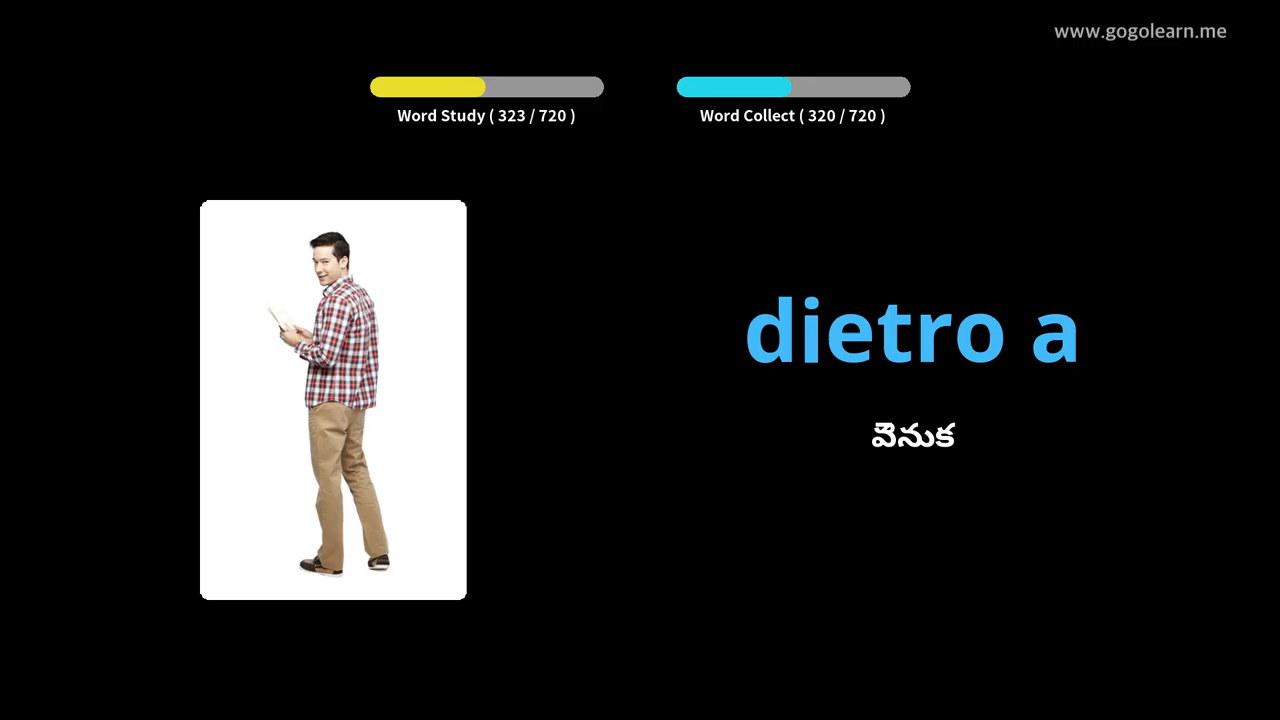 www.gogolearn.me
Word Study ( 323 / 720 )
Word Collect ( 320 / 720 )
dietro a
వెనుక